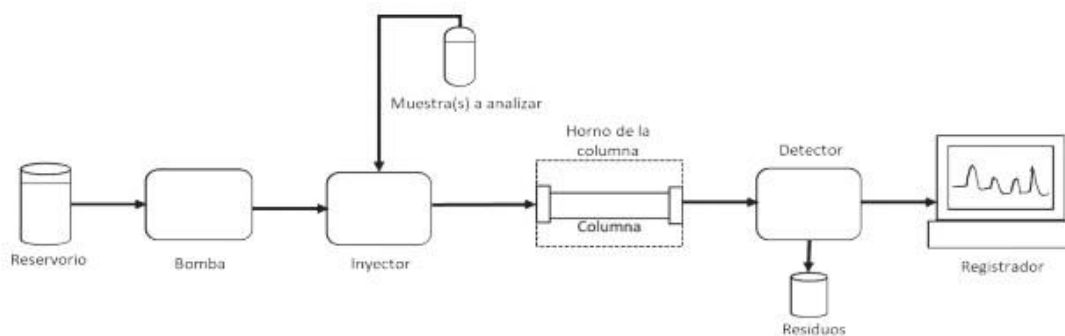 Muestra(s) a analizar
Horno de la
columna
Detector
Columna
Reservorio
Bomba
Inyector
Registrador
Residuos